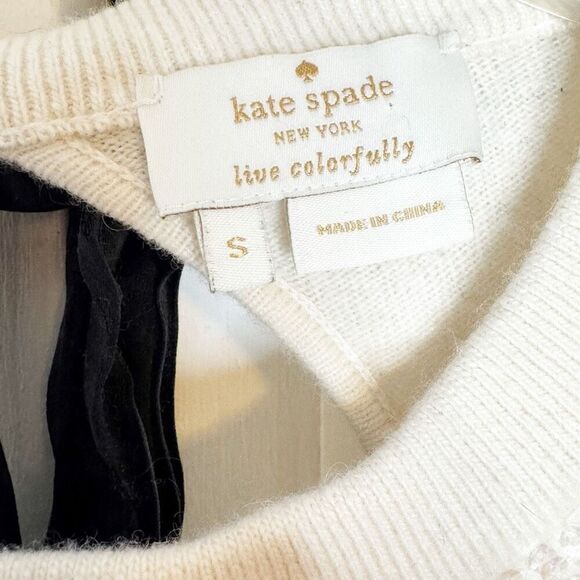 kate spade
NEW YORK
live colorfully
S
MADE IN CHINA